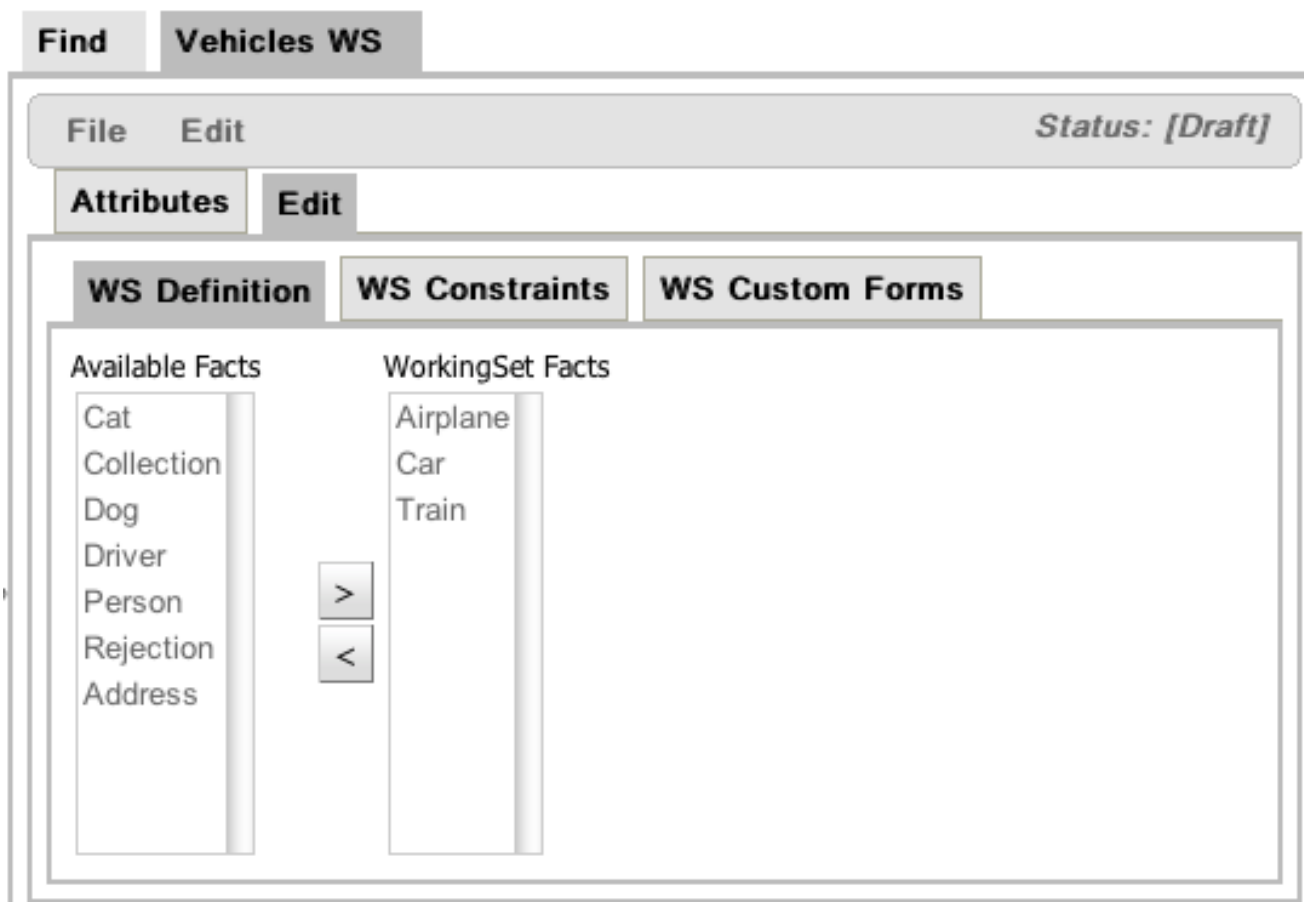 Find Vehicles WS
File Edit Status: [Draft]
Attributes Edit
WS Definition WS Constraints WS Custom Forms
Available Facts
Cat
Collection
Dog
Driver
Person
Rejection
Address
>
<
WorkingSet Facts
Airplane
Car
Train